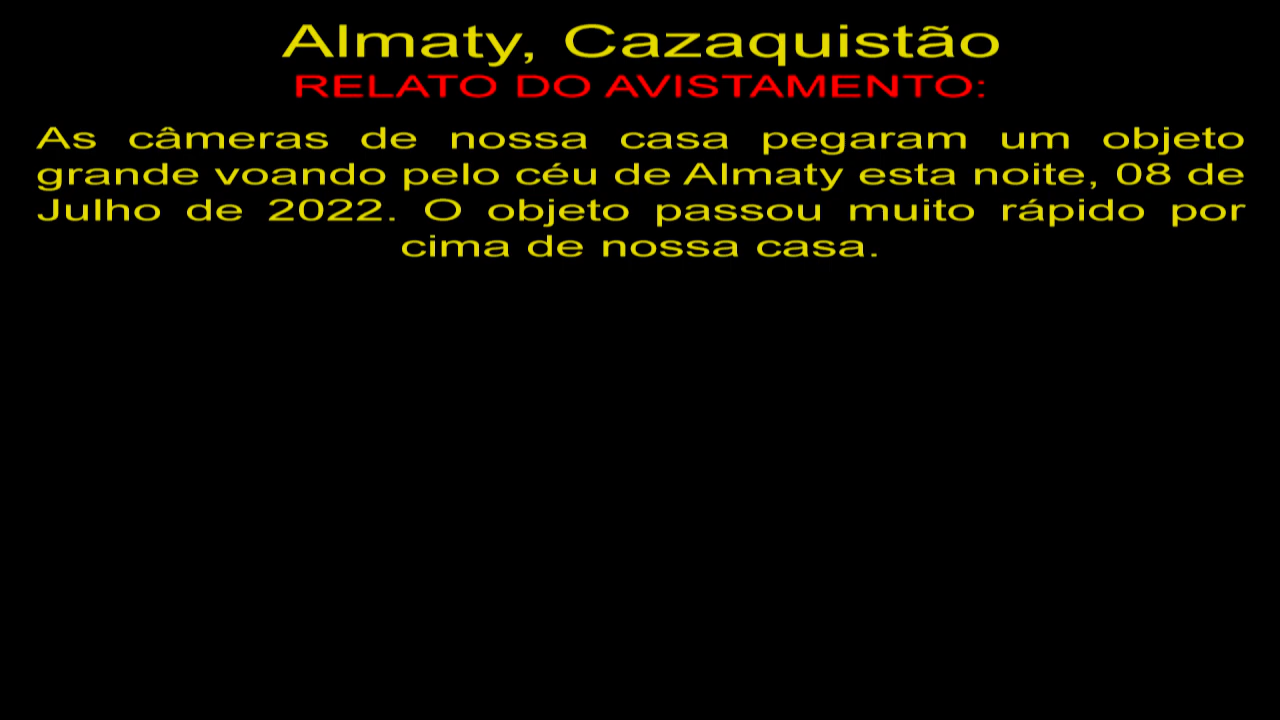 Almaty, Cazaquistão
RELATO DO AVISTAMENTO:
As câmeras de nossa casa pegaram um objeto
grande voando pelo céu de Almaty esta noite, 08 de
Julho de 2022. O objeto passou muito rápido por
cima de nossa casa.